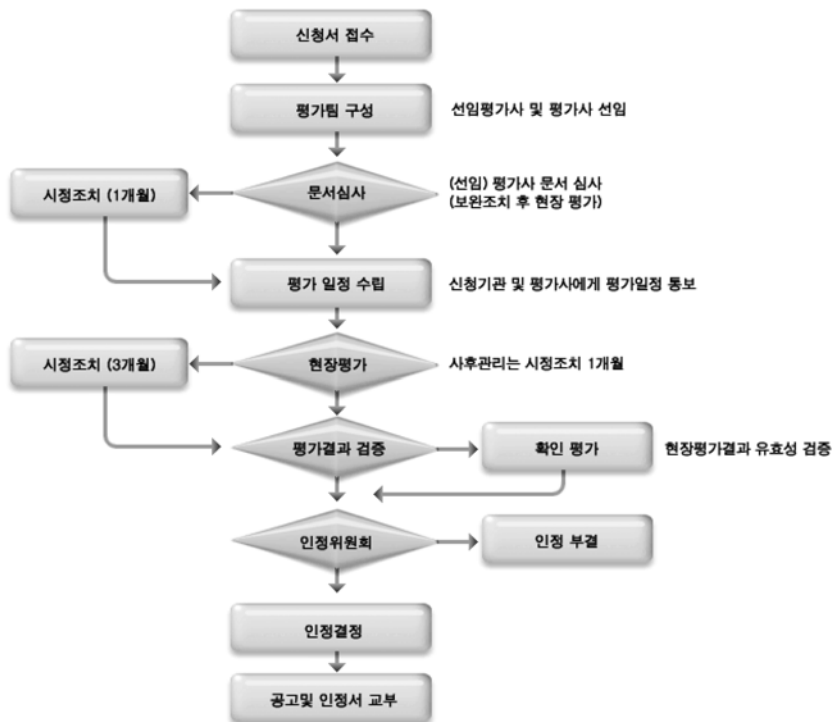 신청서 접수
평가팀 구성
선임평가사 및 평가사 선임
시정조치 (1개월)
문서심사
(선임) 평가사 문서 심사
(보완조치 후 현장 평가)
평가 일정 수립
신청기관 및 평가사에게 평가일정 통보
시정조치 (3개월)
현장평가
사후관리는 시정조치 1개월
평가결과 검증
확인 평가
현장평가결과 유효성 검증
인정위원회
인정 부결
인정결정
공고및 인정서 교부